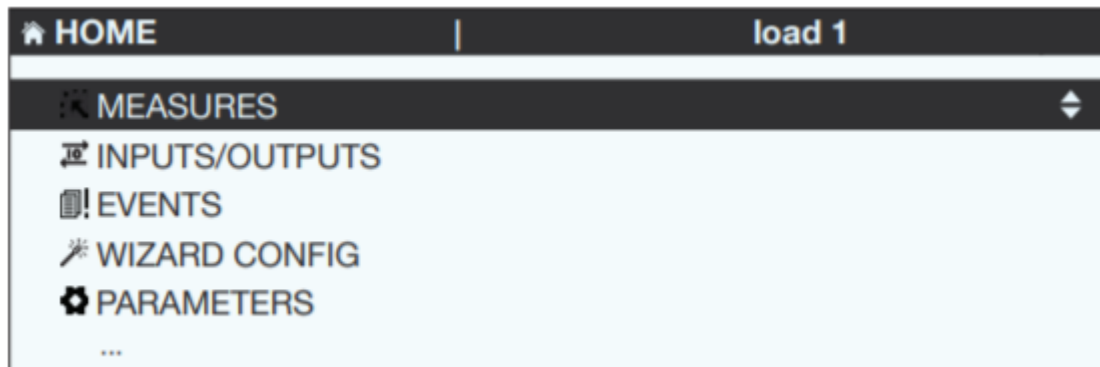 HOME | load 1
MEASURES
INPUTS/OUTPUTS
EVENTS
WIZARD CONFIG
PARAMETERS
...